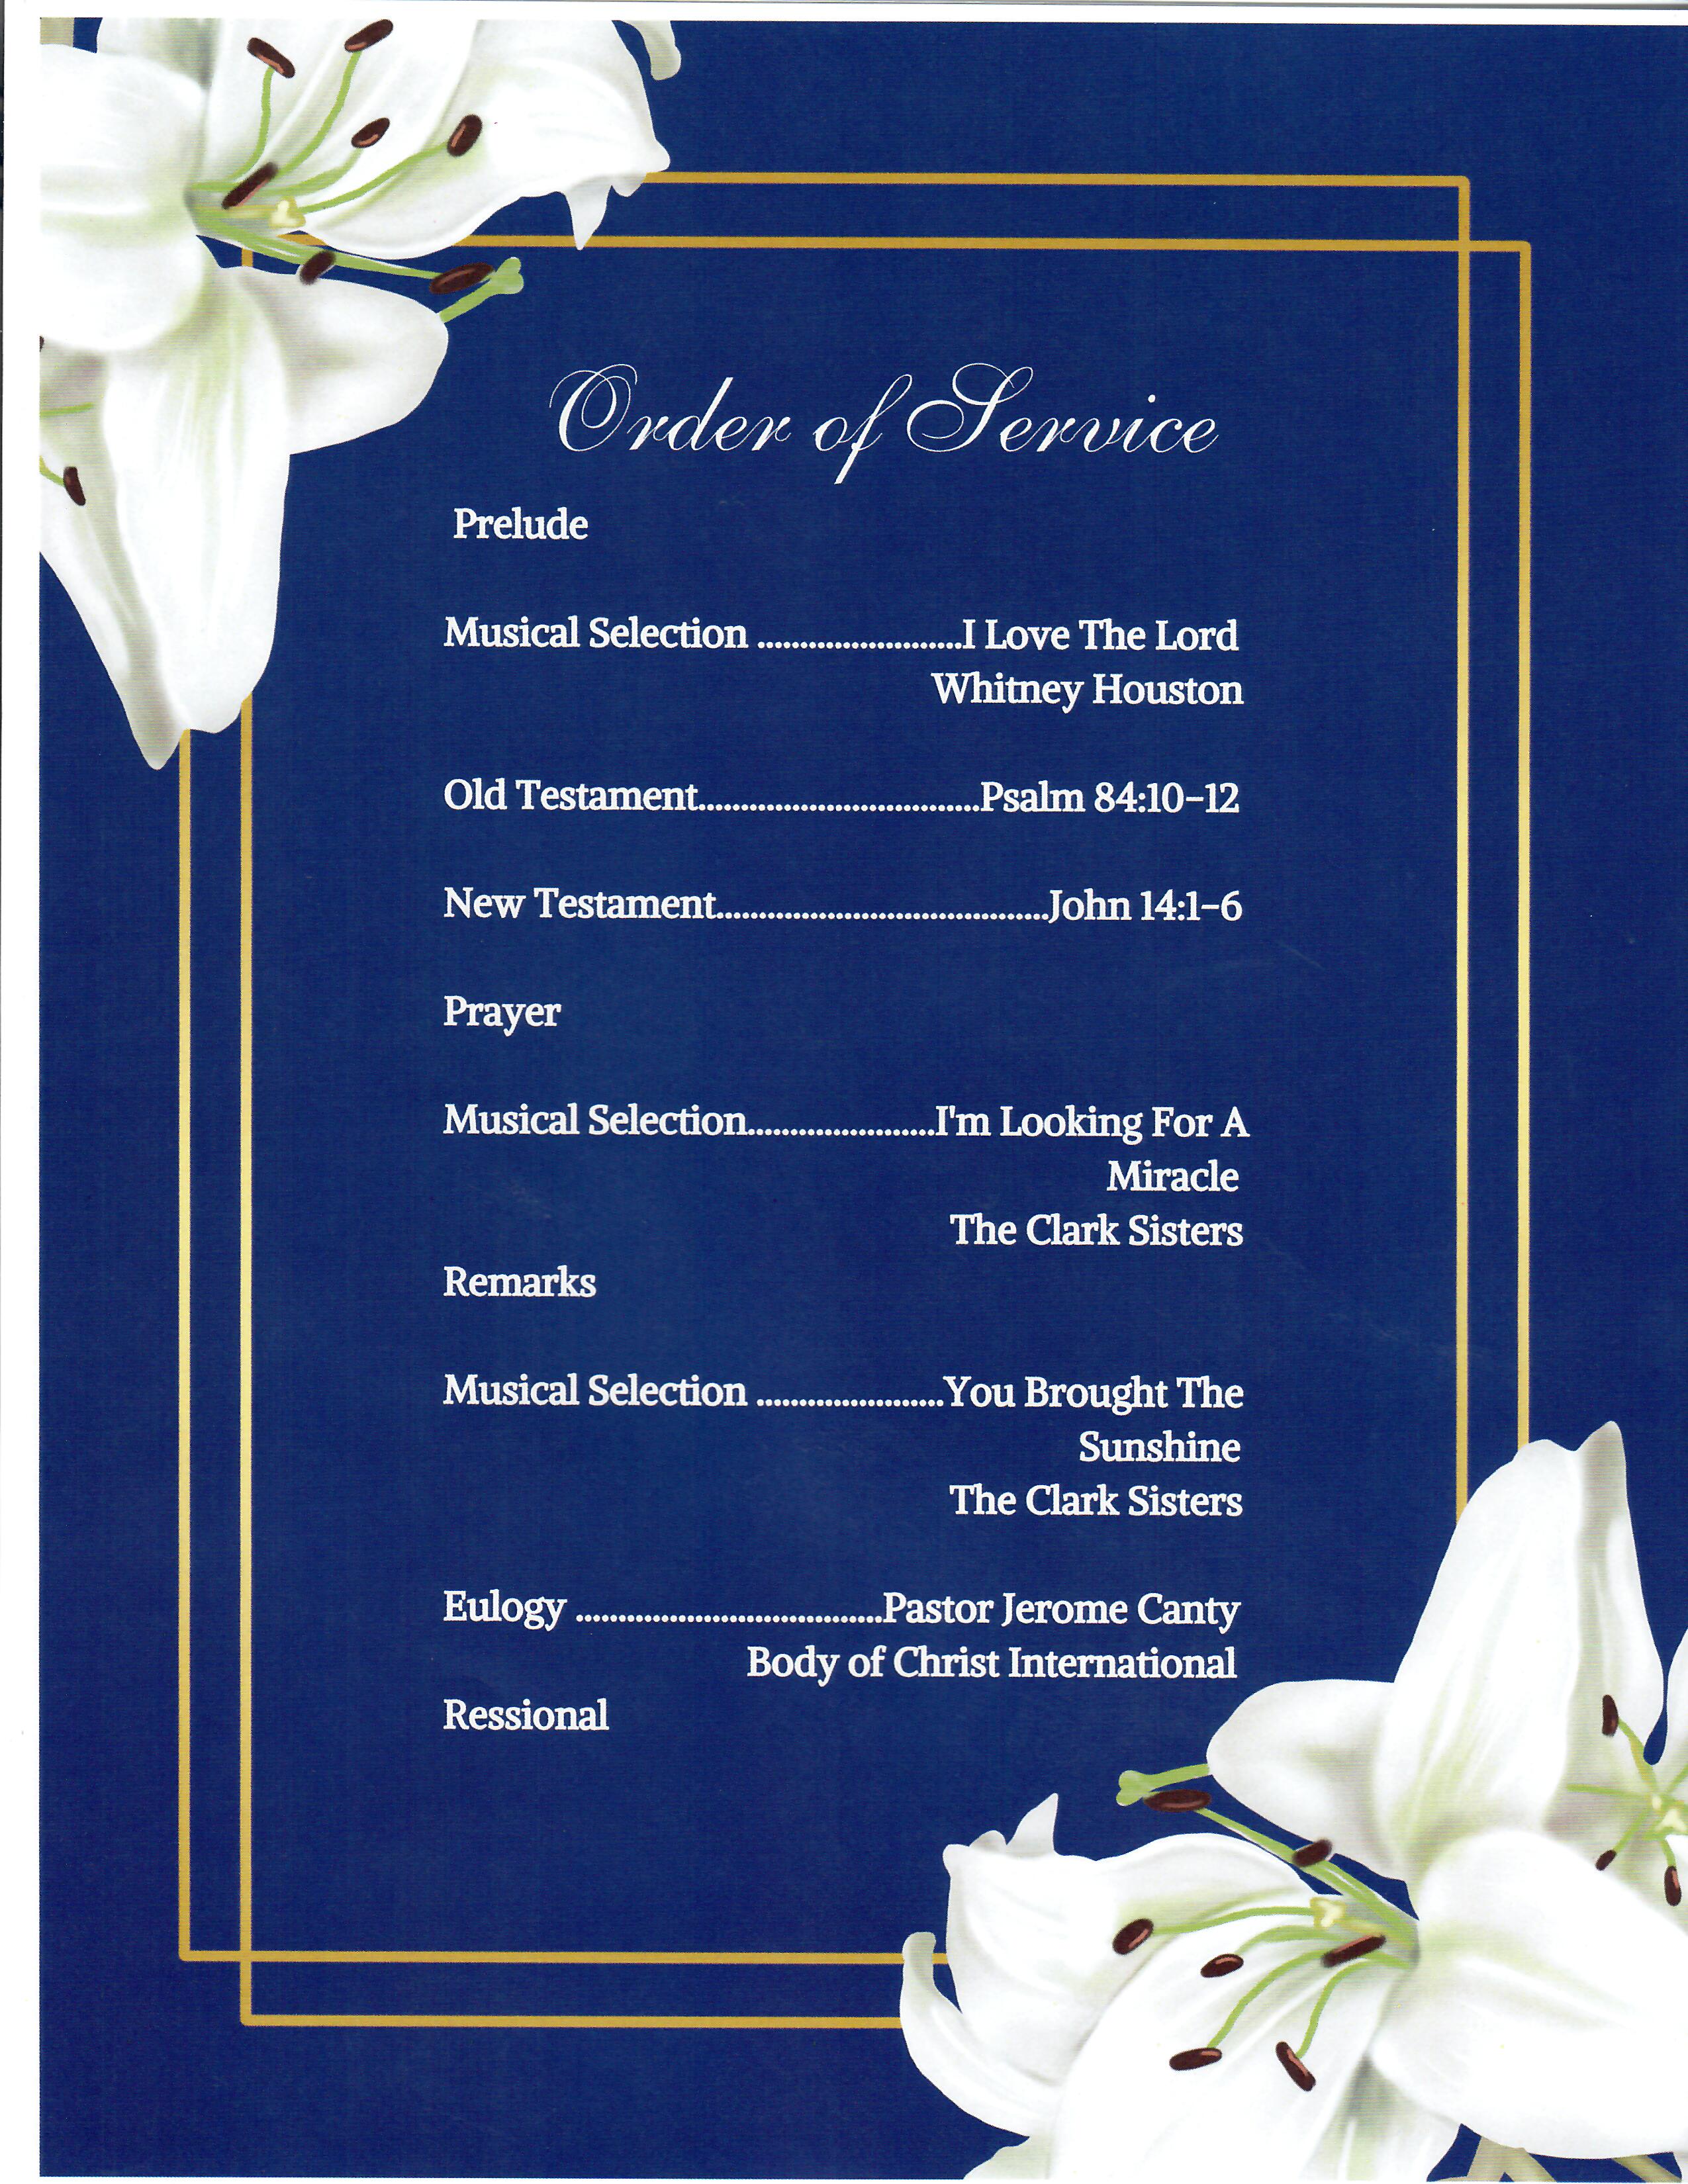 Order of Service
Prelude
Musical Selection ........................I Love The Lord
Whitney Houston
Old Testament.................................Psalm 84:10-12
New Testament.......................................John 14:1-6
Prayer
Musical Selection......................I'm Looking For A
Miracle
The Clark Sisters
Remarks
Musical Selection ......................You Brought The
Sunshine
The Clark Sisters
Eulogy ....................................Pastor Jerome Canty
Body of Christ International
Ressional